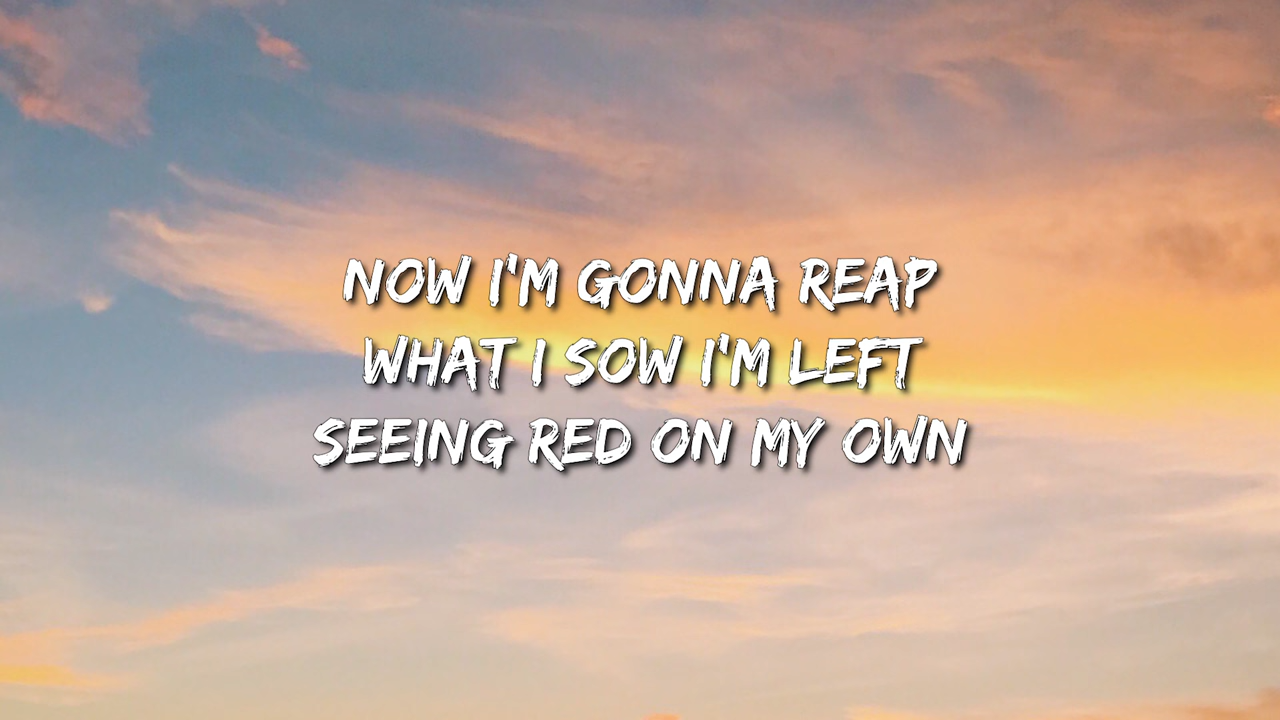 NOW I'M GONNA REAP
WHAT I SOW I'M LEFT
SEEING RED ON MY OWN